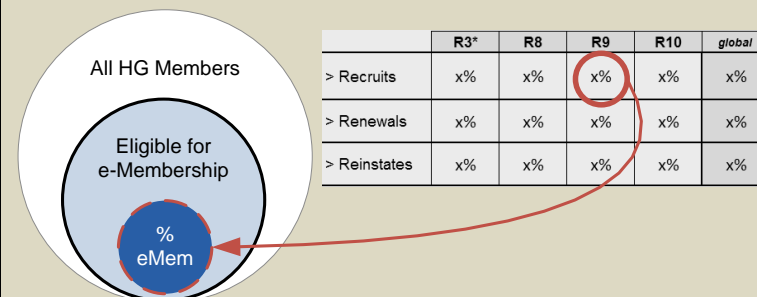 All HG Members
Eligible for
e-Membership
%
eMem
R3* R8 R9 R10 global
> Recruits x% x% x% x% x%
> Renewals x% x% x% x% x%
> Reinstates x% x% x% x% x%